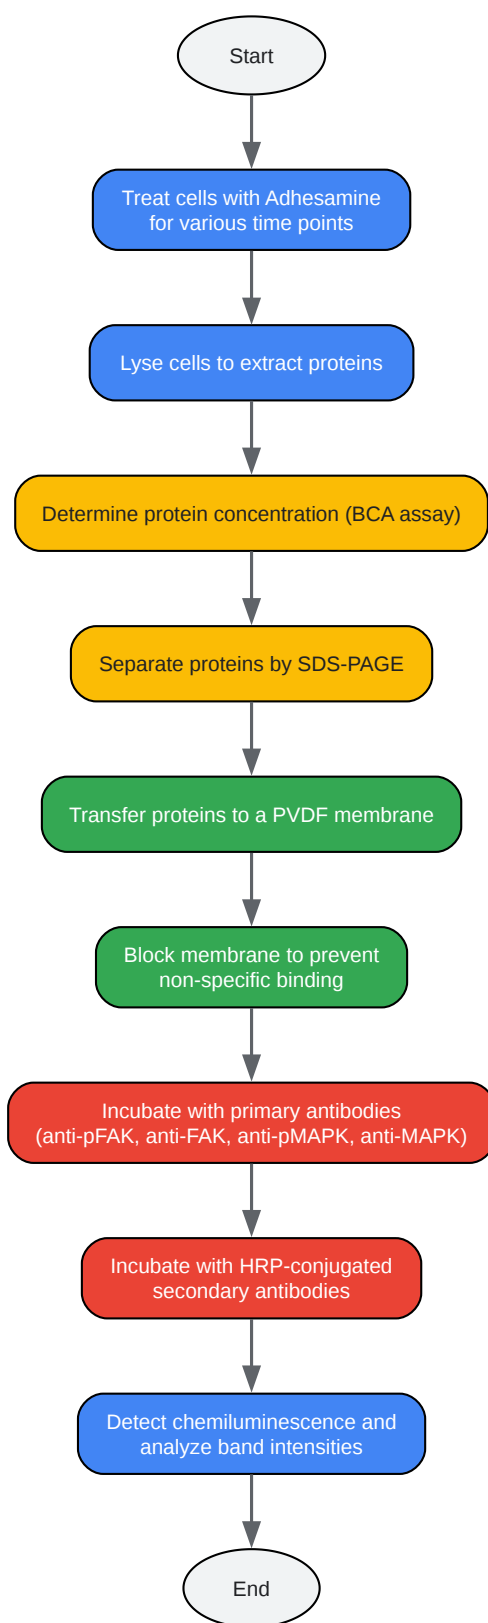 Start
Treat cells with Adhesamine
for various time points
Lyse cells to extract proteins
Determine protein concentration (BCA assay)
Separate proteins by SDS-PAGE
Transfer proteins to a PVDF membrane
Block membrane to prevent
non-specific binding
Incubate with primary antibodies
(anti-pFAK, anti-FAK, anti-pMAPK, anti-MAPK)
Incubate with HRP-conjugated
secondary antibodies
Detect chemiluminescence and
analyze band intensities
End